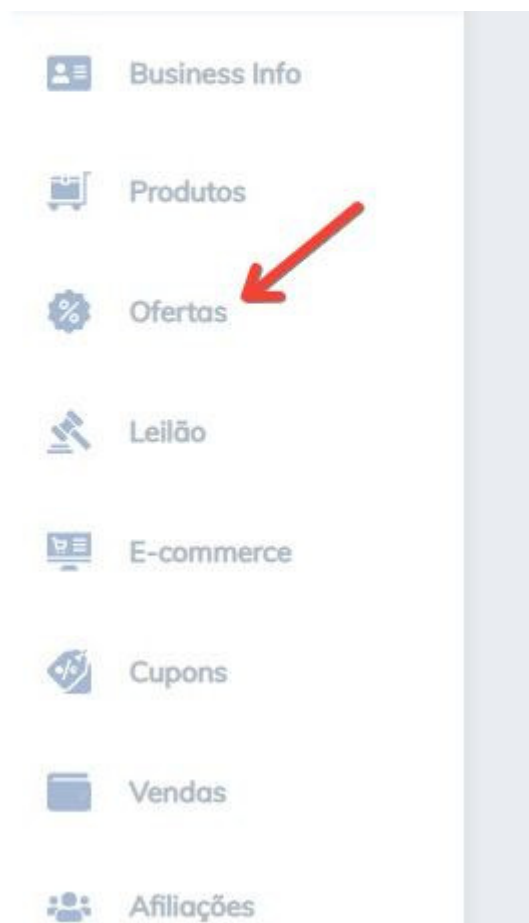 Business Info
Produtos
Ofertas
Leilão
E-commerce
Cupons
Vendas
Afiliações